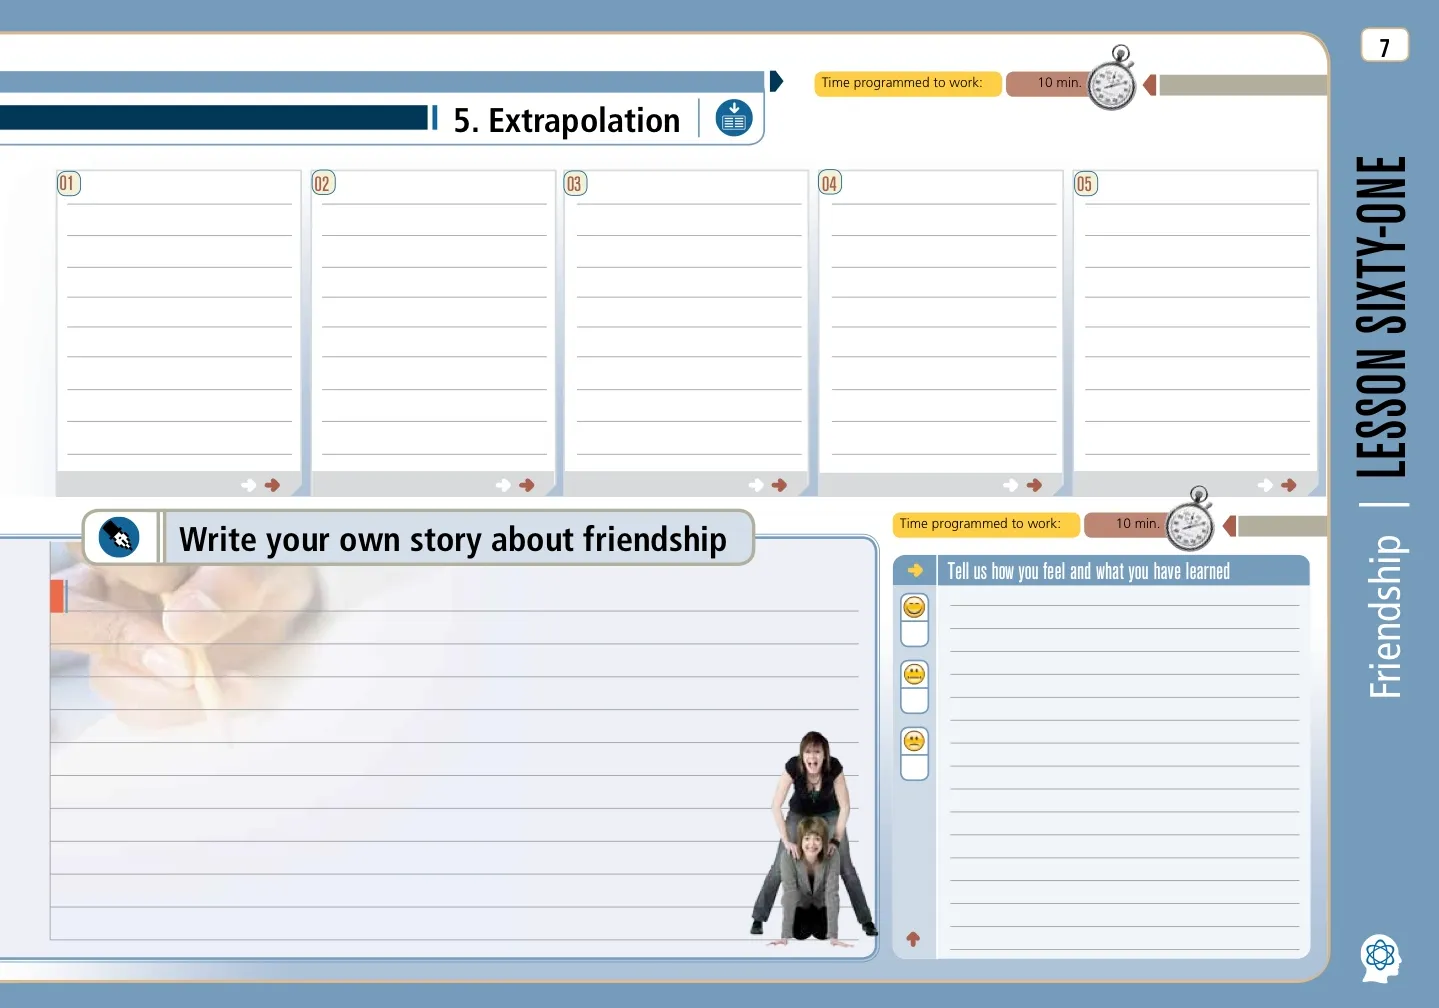 7
Time programmed to work:
10 min.
5. Extrapolation
01
02
03
04
05
LESSON SIXTY-ONE
Friendship
Write your own story about friendship
Time programmed to work:
10 min.
Tell us how you feel and what you have learned